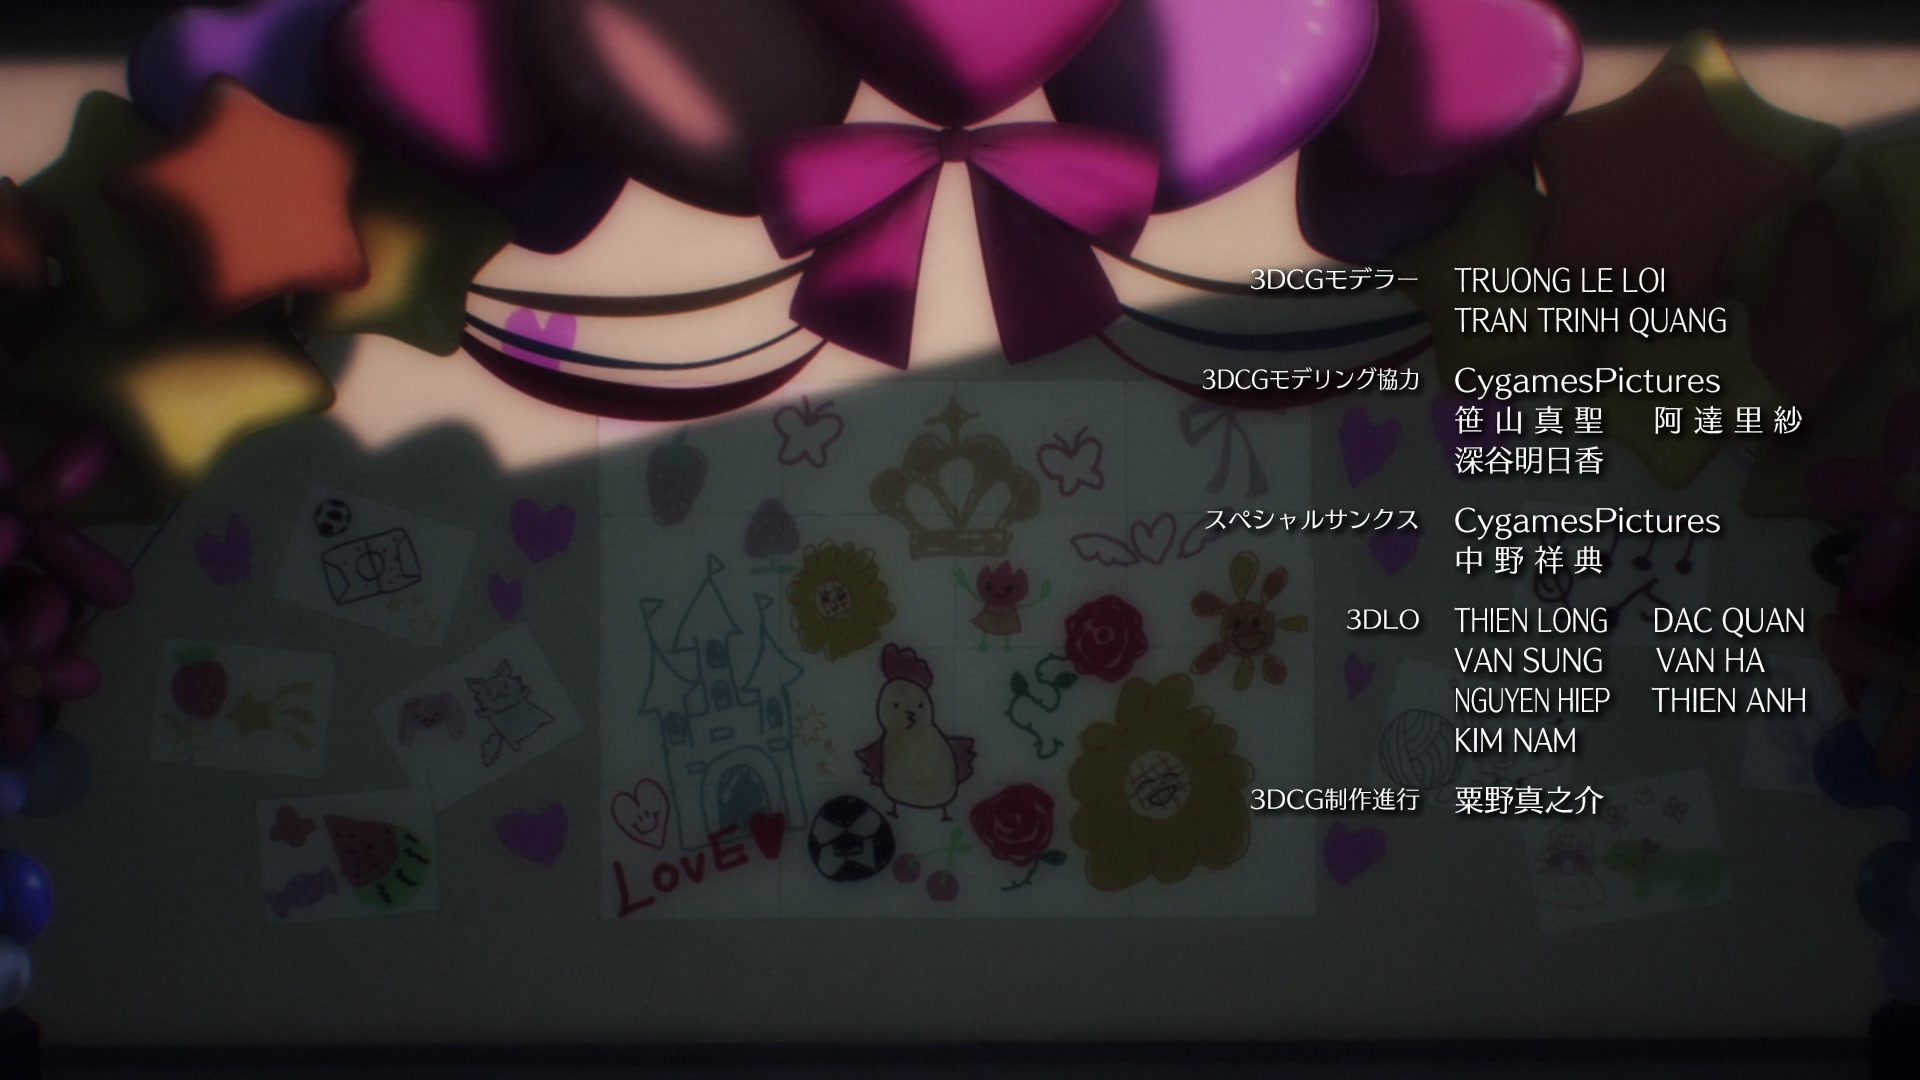 3DCGモデラー TRUONG LE LOI
TRAN TRINH QUANG
3DCGモデリング協力 CygamesPictures
笹山真聖 阿達里紗
深谷明日香
スペシャルサンクス CygamesPictures
中野祥典
3DLO THIEN LONG DAC QUAN
VAN SUNG VAN HA
NGUYEN HIEP THIEN ANH
KIM NAM
3DCG制作進行 粟野真之介
LOVE